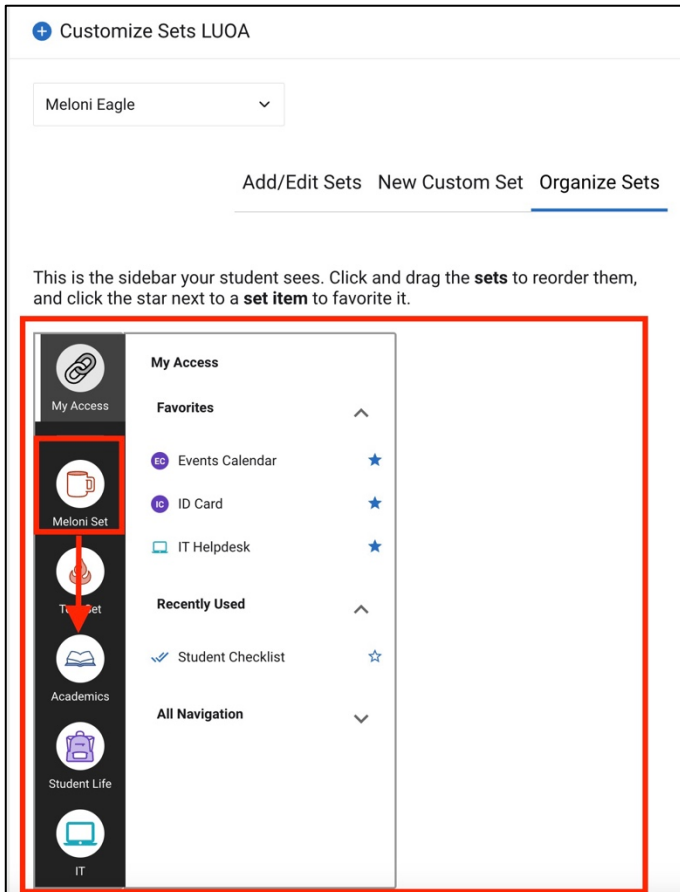 Customize Sets LUOA
Meloni Eagle
Add/Edit Sets New Custom Set Organize Sets
This is the sidebar your student sees. Click and drag the sets to reorder them,
and click the star next to a set item to favorite it.
My Access
Meloni Set
Set
Academics
Student Life
IT
My Access
Favorites
EC Events Calendar
IC ID Card
IT Helpdesk
Recently Used
Student Checklist
All Navigation